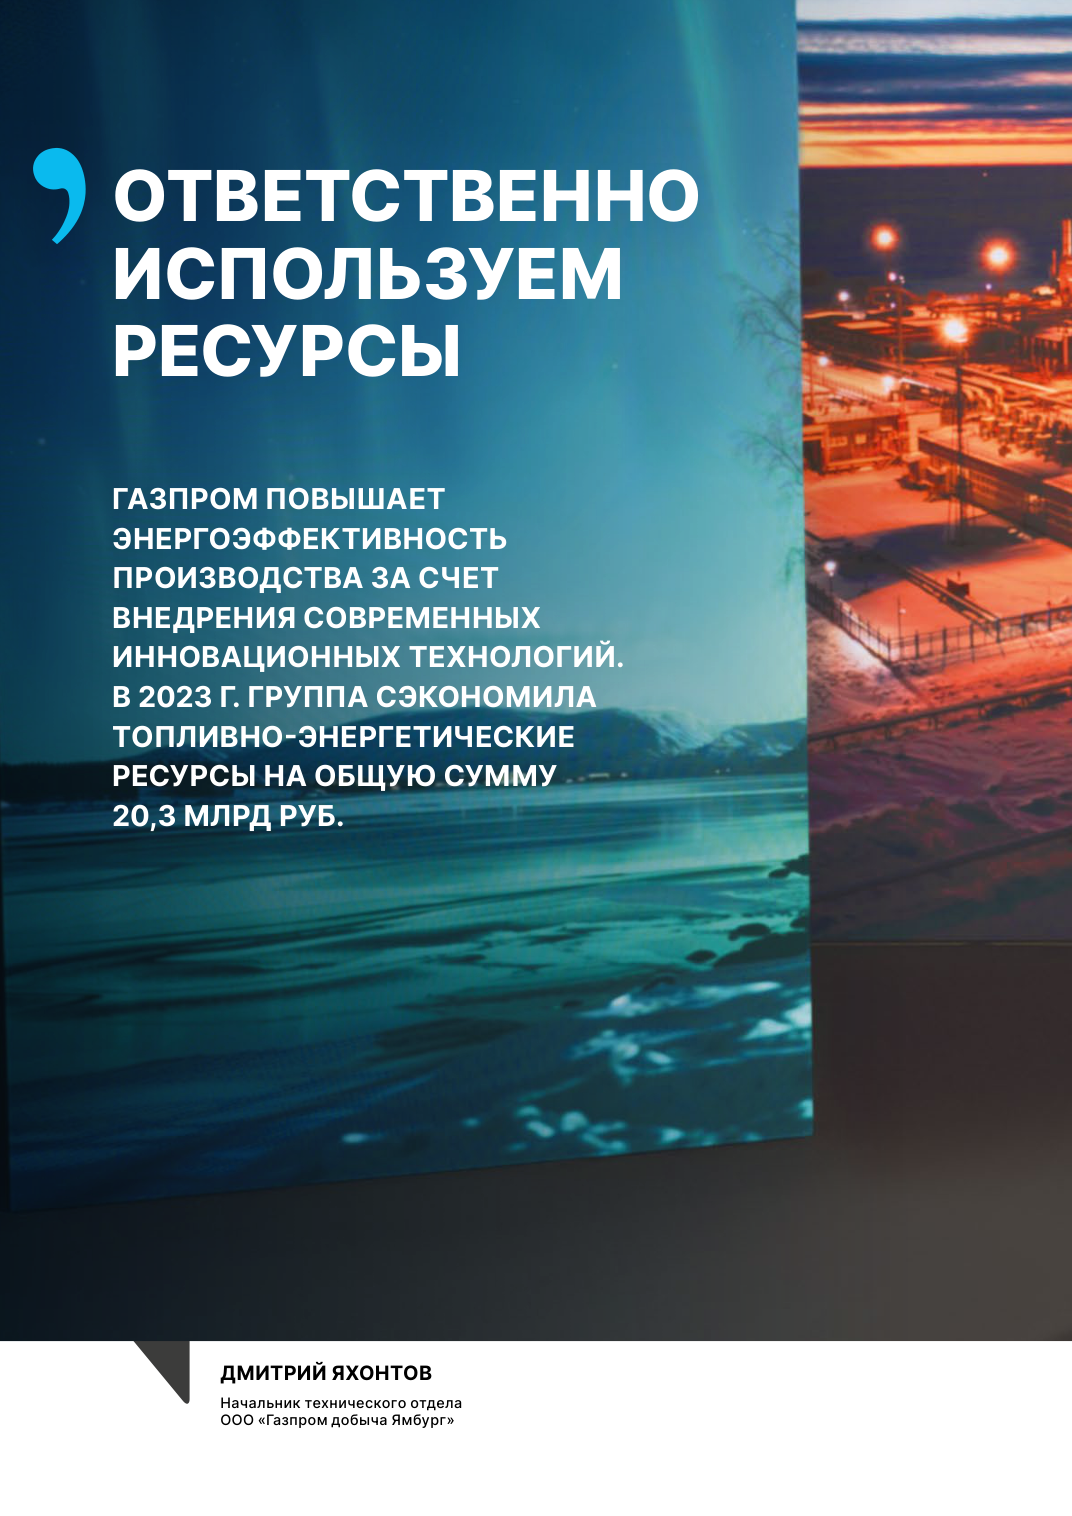 ОТВЕТСТВЕННО
ИСПОЛЬЗУЕМ
РЕСУРСЫ
ГАЗПРОМ ПОВЫШАЕТ
ЭНЕРГОЭФФЕКТИВНОСТЬ
ПРОИЗВОДСТВА ЗА СЧЕТ
ВНЕДРЕНИЯ СОВРЕМЕННЫХ
ИННОВАЦИОННЫХ ТЕХНОЛОГИЙ.
В 2023 Г. ГРУППА СЭКОНОМИЛА
ТОПЛИВНО-ЭНЕРГЕТИЧЕСКИЕ
РЕСУРСЫ НА ОБЩУЮ СУММУ
20,3 МЛРД РУБ.
ДМИТРИЙ ЯХОНТОВ
Начальник технического отдела
ООО «Газпром добыча Ямбург»